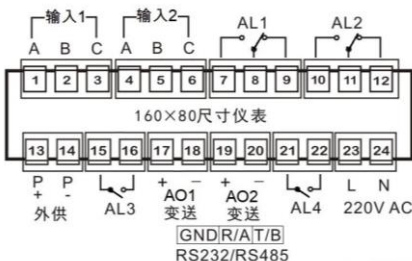 输入1 输入2 AL1 AL2
A B C A B C
1 2 3 4 5 6 7 8 9 10 11 12
160×80尺寸仪表
13 14 15 16 17 18 19 20 21 22 23 24
P P + − + − L N
+ - AL3 AO1 AO2 AL4 220V AC
外供 变送 变送
GND R/A T/B
RS232/RS485